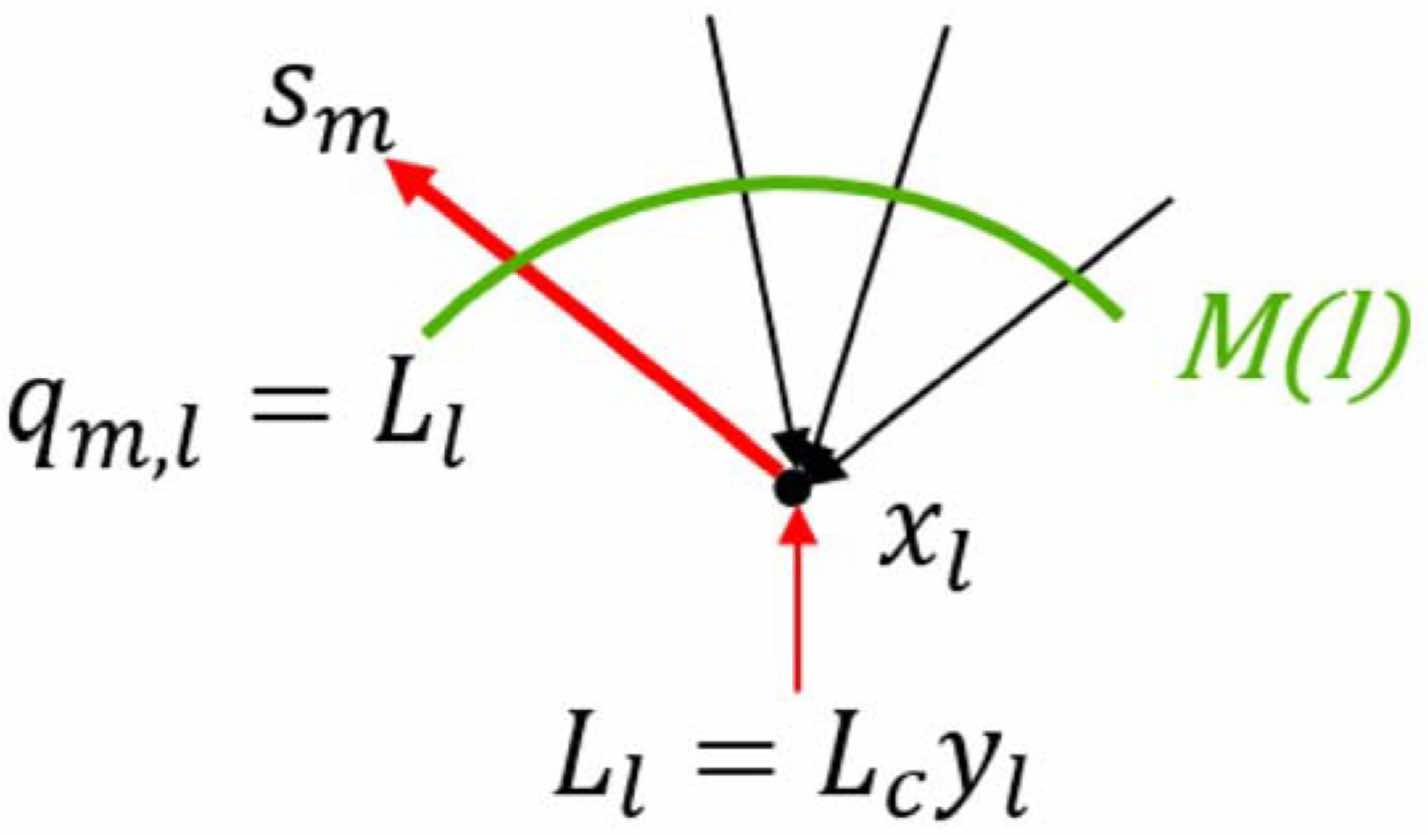 s_m
M(l)
q_{m,l} = L_l
x_l
L_l = L_c y_l